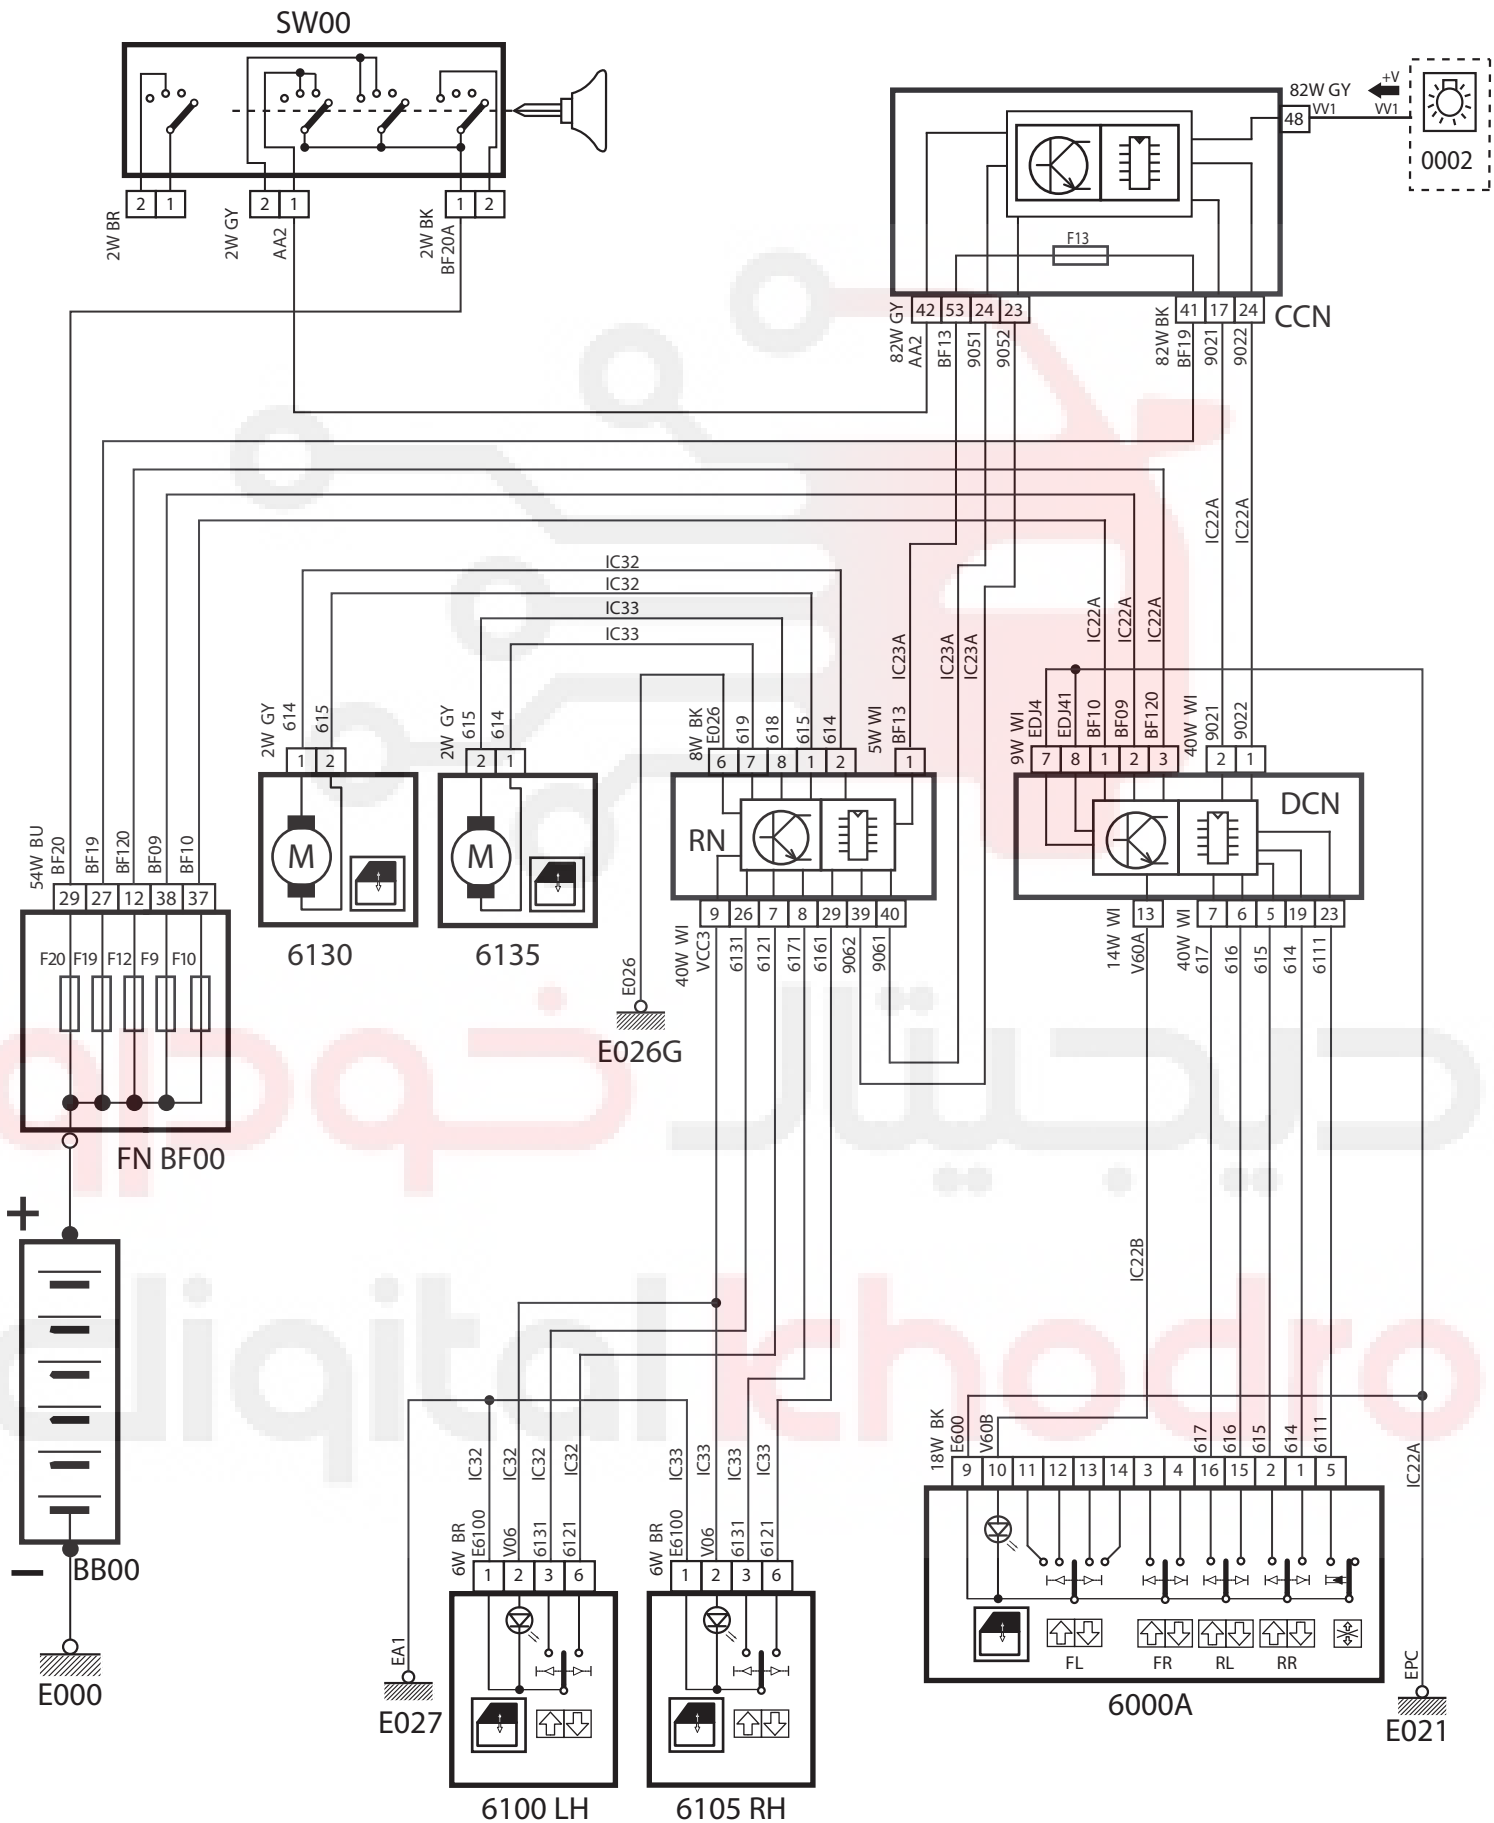 SW00
2 1 2 1 1 2
2W BR
2W GY
AA2
2W BK
BF20A
82W GY
+V
48
VV1
VV1
0002
F13
42 53 24 23
41 17 24
CCN
82W GY
AA2
BF13
9051
9052
82W BK
BF19
9021
9022
IC22A
IC22A
IC32
IC32
IC33
IC33
IC23A
IC23A
IC23A
IC22A
IC22A
IC22A
2W GY
614
615
1 2
2W GY
615
614
2 1
8W BK
E026
619
618
615
614
6 7 8 1 2
5W WI
BF13
1
9W WI
EDJ4
EDJ41
BF10
BF09
BF120
7 8 1 2 3
40W WI
9021
9022
2 1
M
6130
M
6135
RN
DCN
54W BU
BF20
BF19
BF120
BF09
BF10
29 27 12 38 37
F20 F19 F12 F9 F10
FN BF00
9 26 7 8 29 39 40
40W WI
VCC3
6131
6121
6171
6161
9062
9061
E026
E026G
13
14W WI
V60A
7 6 5 19 23
40W WI
617
616
615
614
6111
دیجیتال خودرو
digital khodro
IC22B
+
−
BB00
E000
IC32
IC32
IC32
IC32
IC33
IC33
IC33
IC33
6W BR
E6100
V06
6131
6121
1 2 3 6
6W BR
E6100
V06
6131
6121
1 2 3 6
EA1
E027
6100 LH
6105 RH
18W BK
E600
V60B
617
616
615
614
6111
9 10 11 12 13 14 3 4 16 15 2 1 5
FL FR RL RR
6000A
IC22A
EPC
E021